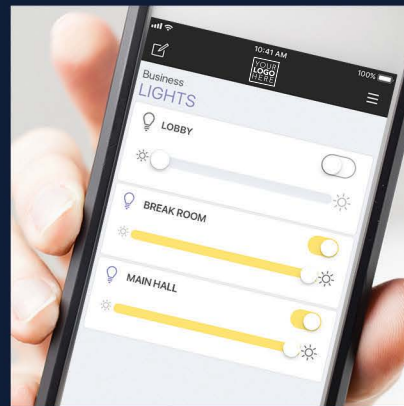 10:41 AM
100%
YOUR
LOGO
HERE
Business
LIGHTS
LOBBY
BREAK ROOM
MAIN HALL